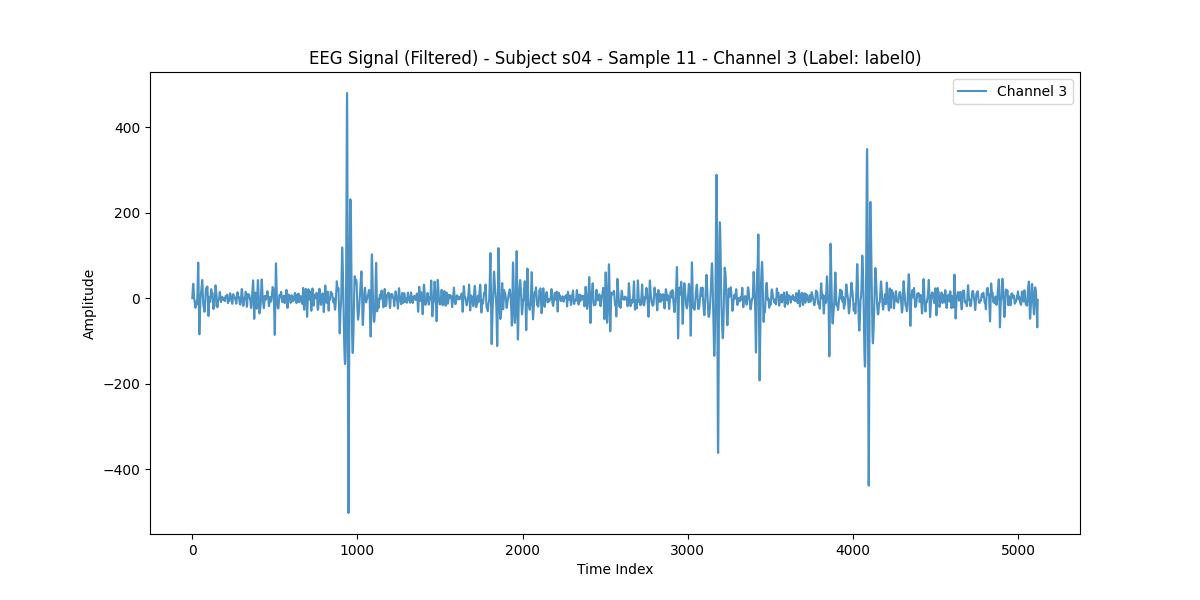 EEG Signal (Filtered) - Subject s04 - Sample 11 - Channel 3 (Label: label0)
Channel 3
400
200
0
−200
−400
Amplitude
0 1000 2000 3000 4000 5000
Time Index